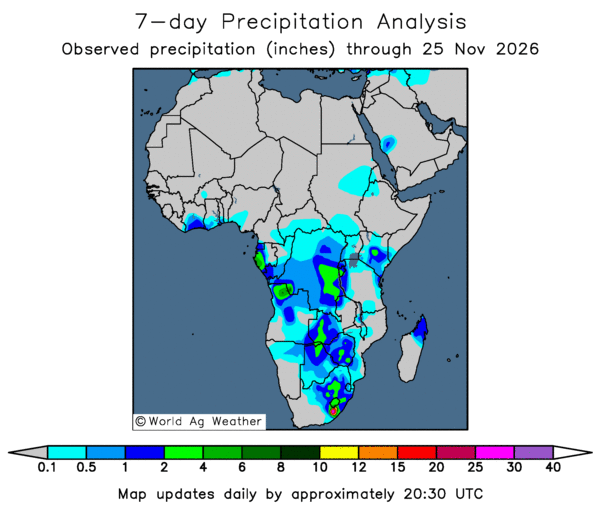 7-day Precipitation Analysis
Observed precipitation (inches) through 25 Nov 2026
© World Ag Weather
0.1 0.5 1 2 4 6 8 10 12 15 20 25 30 40
Map updates daily by approximately 20:30 UTC